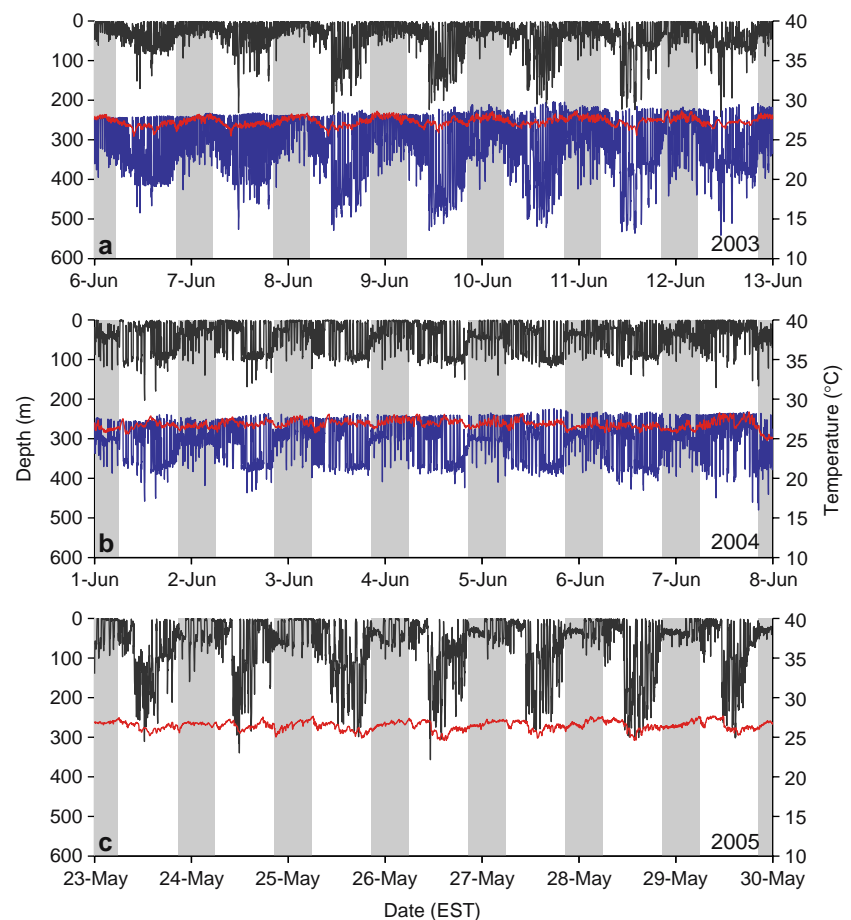 0 40
100 35
200 30
300 25
400 20
500 15
600 10
a 2003
6-Jun 7-Jun 8-Jun 9-Jun 10-Jun 11-Jun 12-Jun 13-Jun
0 40
100 35
200 30
300 25
400 20
500 15
600 10
Depth (m)
Temperature (°C)
b 2004
1-Jun 2-Jun 3-Jun 4-Jun 5-Jun 6-Jun 7-Jun 8-Jun
0 40
100 35
200 30
300 25
400 20
500 15
600 10
c 2005
23-May 24-May 25-May 26-May 27-May 28-May 29-May 30-May
Date (EST)